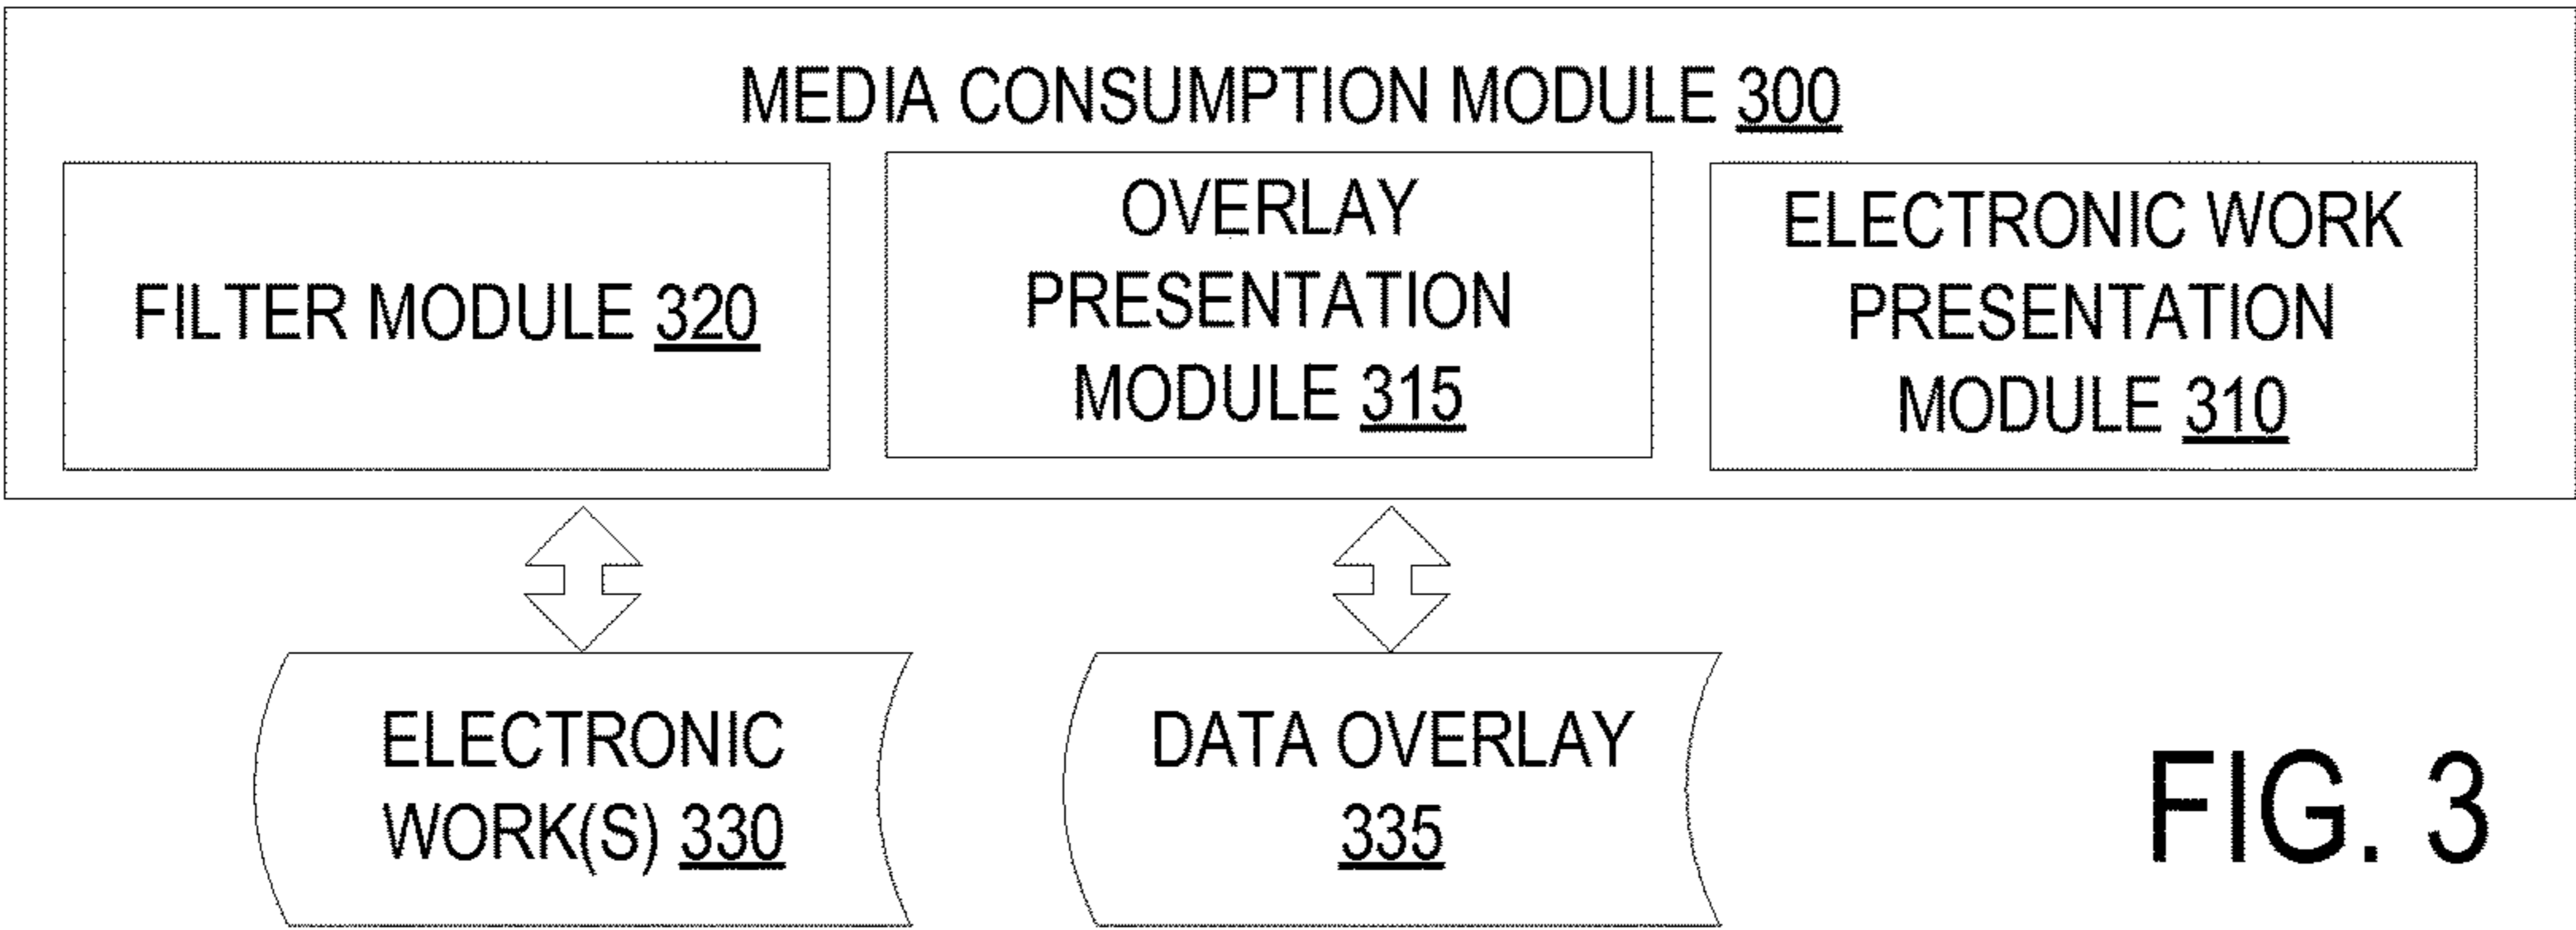 MEDIA CONSUMPTION MODULE 300
FILTER MODULE 320
OVERLAY
PRESENTATION
MODULE 315
ELECTRONIC WORK
PRESENTATION
MODULE 310
ELECTRONIC
WORK(S) 330
DATA OVERLAY
335
FIG. 3